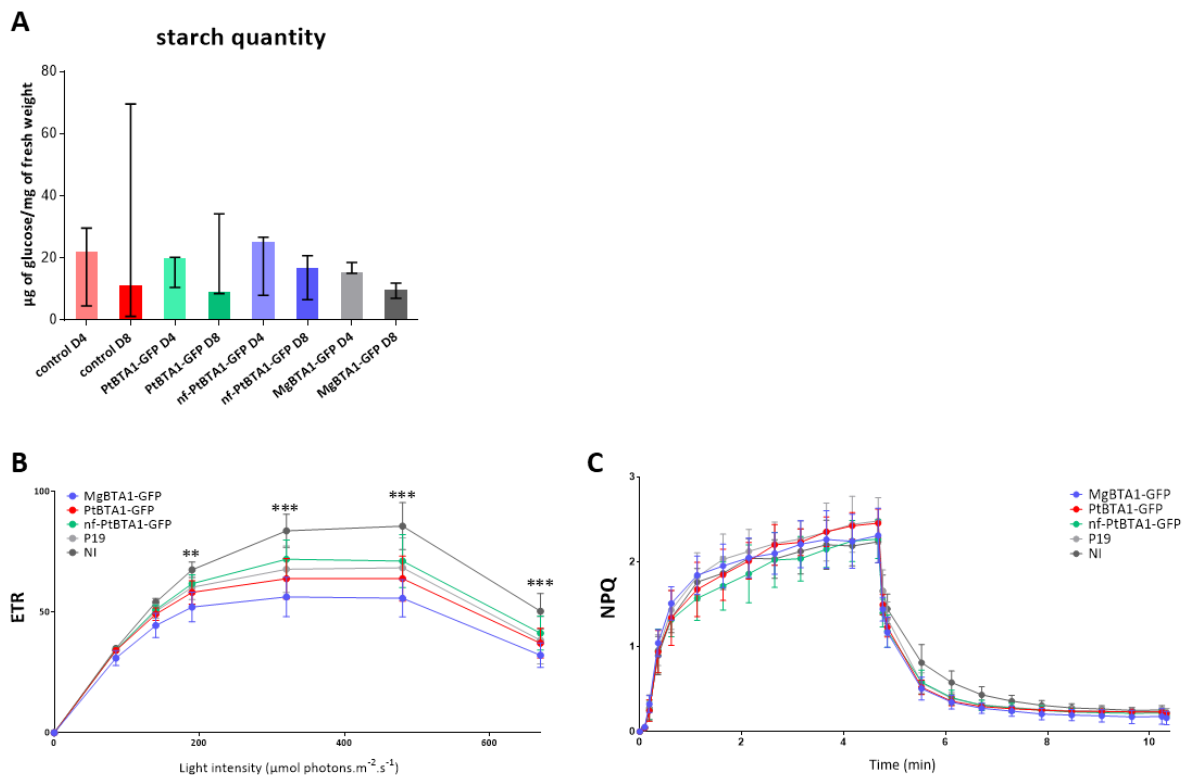 A
starch quantity
µg of glucose/mg of fresh weight
80
60
40
20
0
control D4
control D8
PtBTA1-GFP D4
PtBTA1-GFP D8
nf-PtBTA1-GFP D4
nf-PtBTA1-GFP D8
MgBTA1-GFP D4
MgBTA1-GFP D8
B
ETR
100
50
0
MgBTA1-GFP
PtBTA1-GFP
nf-PtBTA1-GFP
P19
NI
**
***
***
***
0
200
400
600
Light intensity (µmol photons.m⁻².s⁻¹)
C
NPQ
3
2
1
0
MgBTA1-GFP
PtBTA1-GFP
nf-PtBTA1-GFP
P19
NI
0
2
4
6
8
10
Time (min)